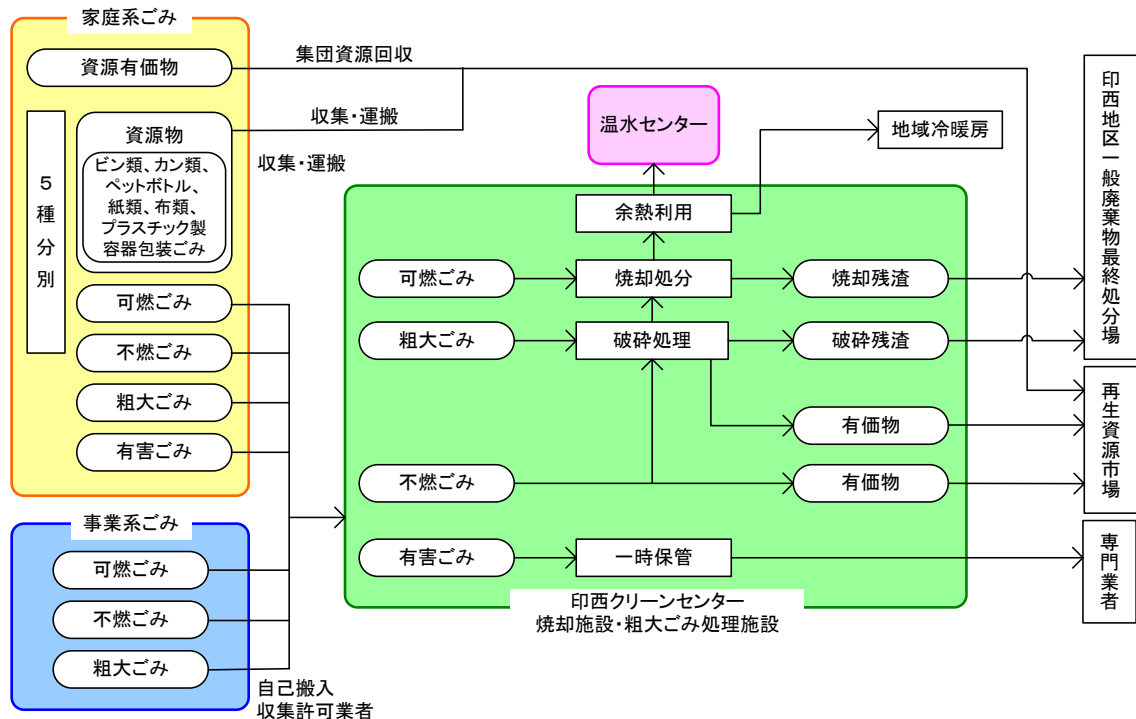 家庭系ごみ
資源有価物
集団資源回収
5種分別
資源物
ビン類、カン類、
ペットボトル、
紙類、布類、
プラスチック製
容器包装ごみ
収集・運搬
収集・運搬
可燃ごみ
不燃ごみ
粗大ごみ
有害ごみ
事業系ごみ
可燃ごみ
不燃ごみ
粗大ごみ
自己搬入
収集許可業者
温水センター
地域冷暖房
余熱利用
可燃ごみ
焼却処分
焼却残渣
粗大ごみ
破砕処理
破砕残渣
有価物
不燃ごみ
有価物
有害ごみ
一時保管
印西クリーンセンター
焼却施設・粗大ごみ処理施設
印西地区一般廃棄物最終処分場
再生資源市場
専門業者